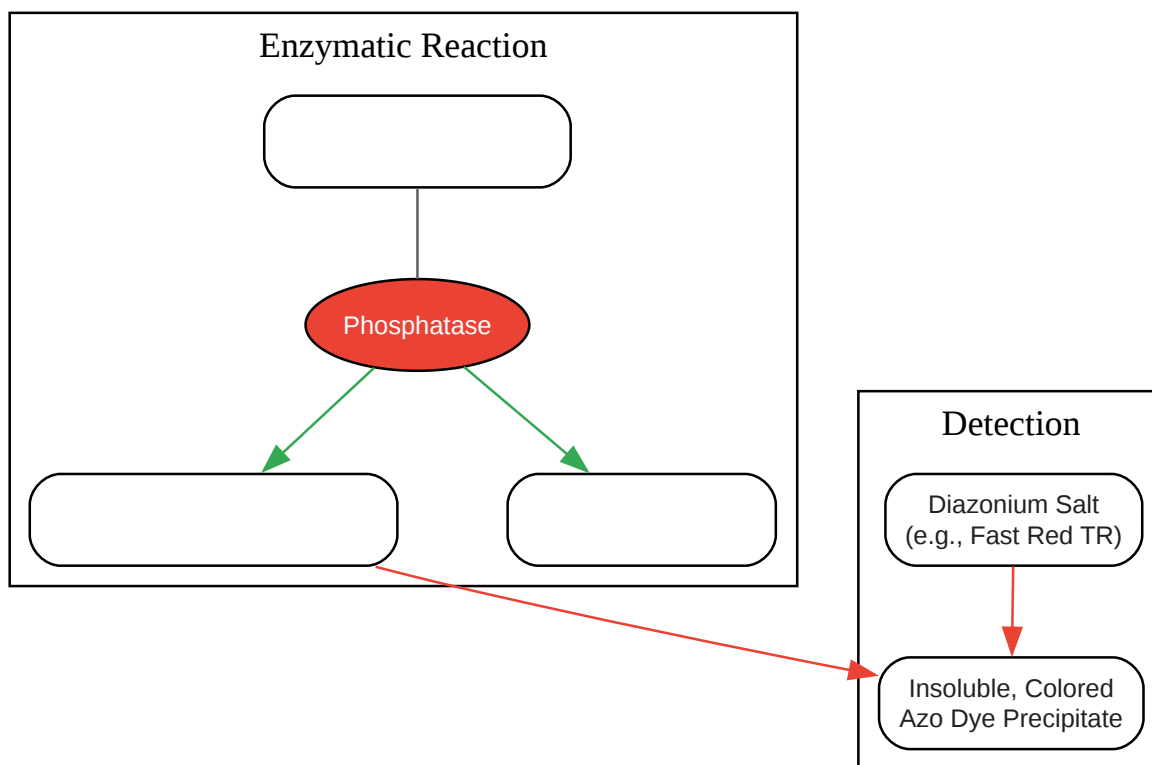 Enzymatic Reaction
Phosphatase
Detection
Diazonium Salt
(e.g., Fast Red TR)
Insoluble, Colored
Azo Dye Precipitate